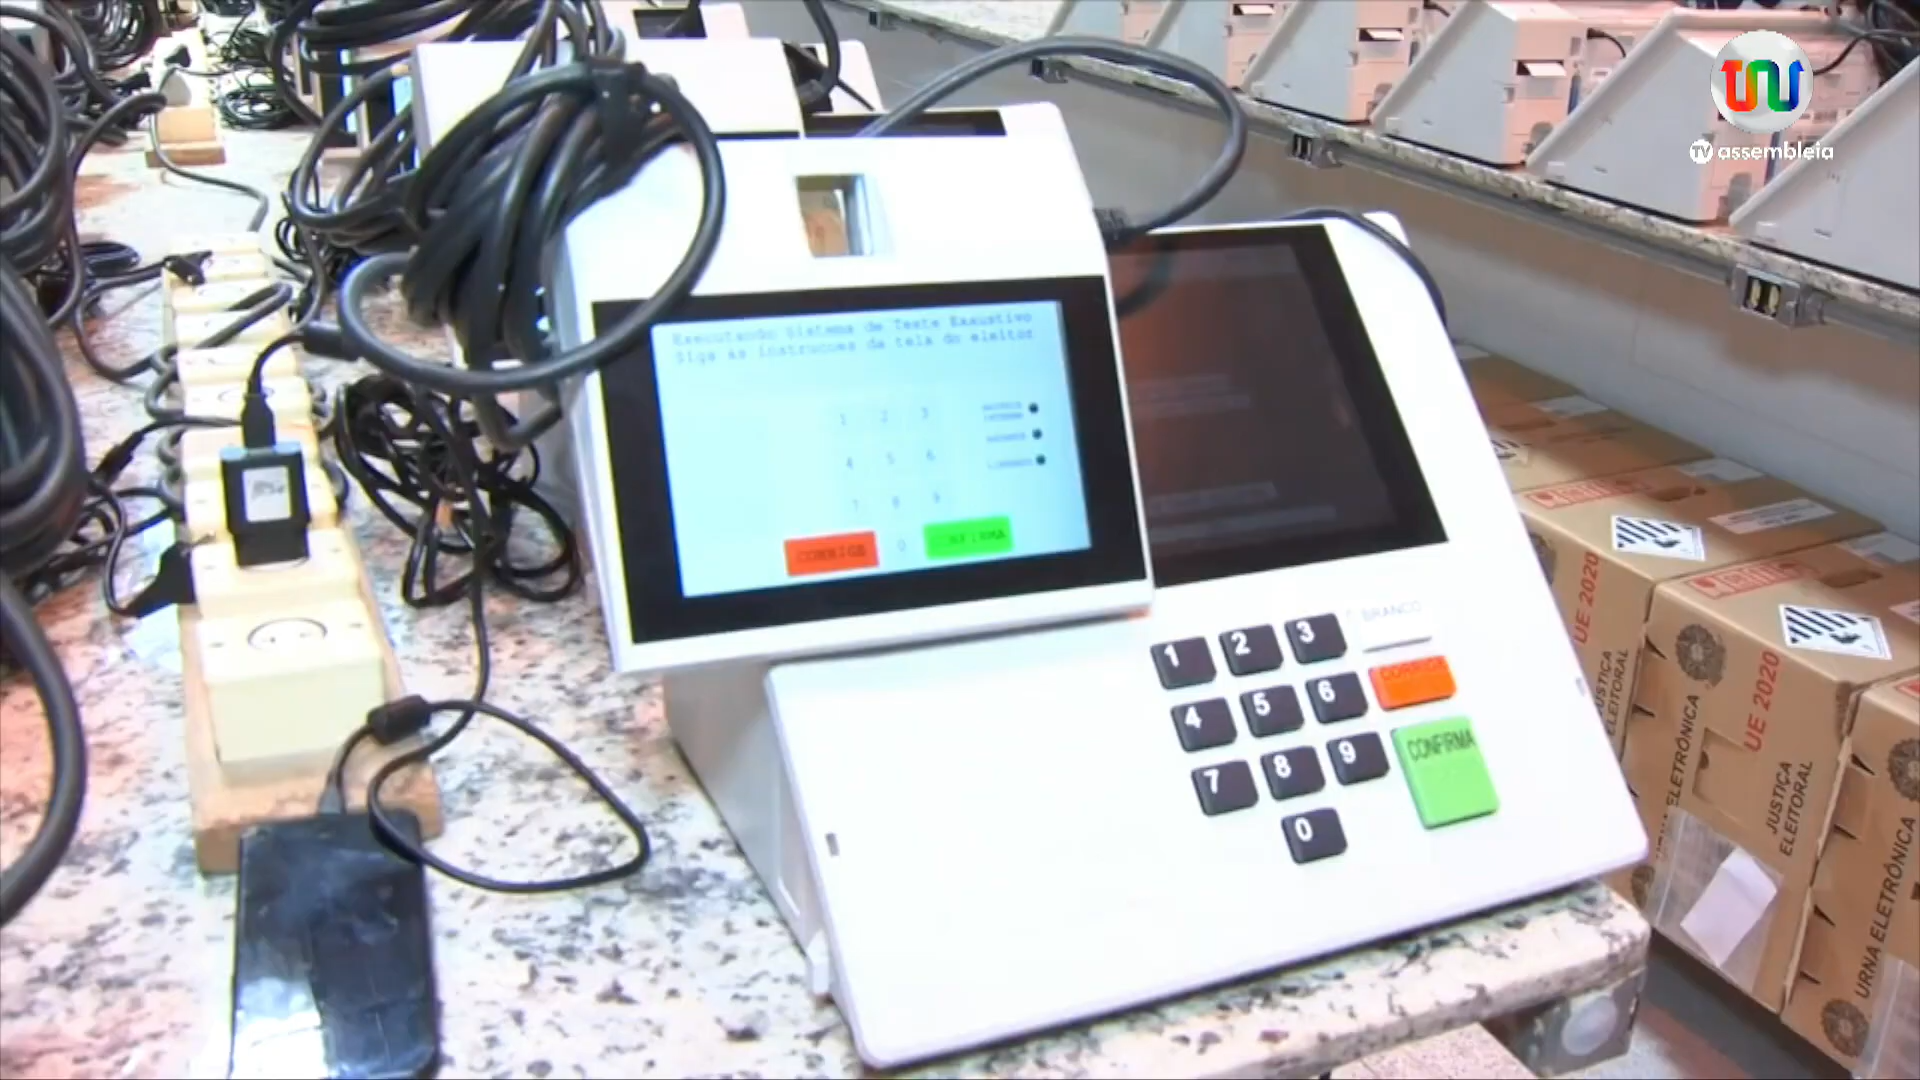 TV assembleia
Executando Sistema de Teste Exaustivo
Siga as instrucoes da tela do eleitor
1 2 3
4 5 6
7 8 9
CORRIGE 0 CONFIRMA
1 2 3 BRANCO
4 5 6 CORRIGE
7 8 9 CONFIRMA
0
UE 2020
JUSTIÇA
ELEITORAL
URNA ELETRÔNICA
UE 2020
JUSTIÇA
ELEITORAL
URNA ELETRÔNICA